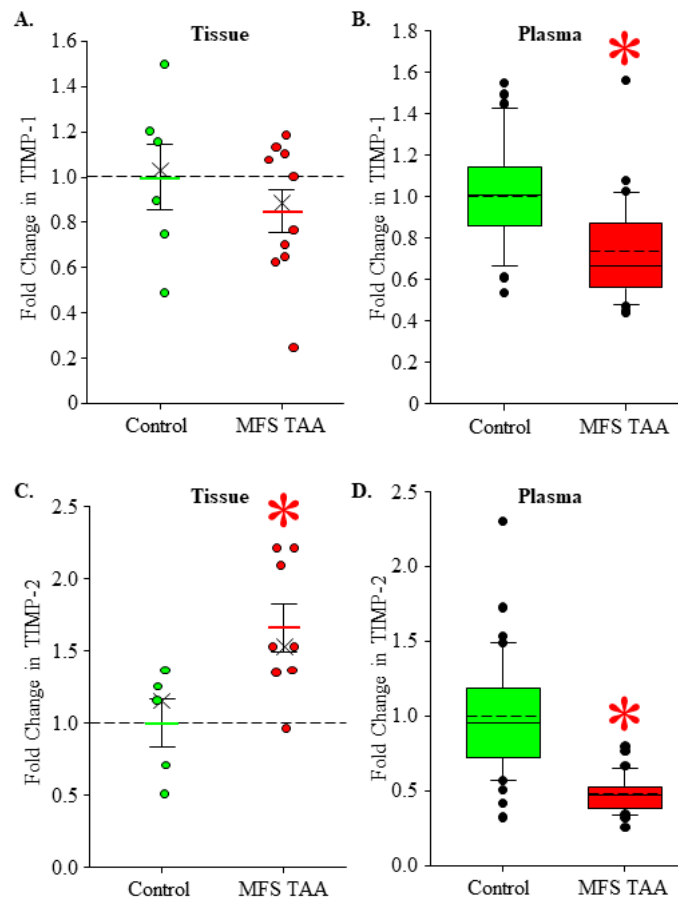 A.
Tissue
Fold Change in TIMP-1
1.6
1.4
1.2
1.0
0.8
0.6
0.4
0.2
0
Control MFS TAA
B.
Plasma
Fold Change in TIMP-1
1.8
1.6
1.4
1.2
1.0
0.8
0.6
0.4
0.2
0
Control MFS TAA
C.
Tissue
Fold Change in TIMP-2
2.5
2.0
1.5
1.0
0.5
0.0
Control MFS TAA
D.
Plasma
Fold Change in TIMP-2
2.5
2.0
1.5
1.0
0.5
0.0
Control MFS TAA